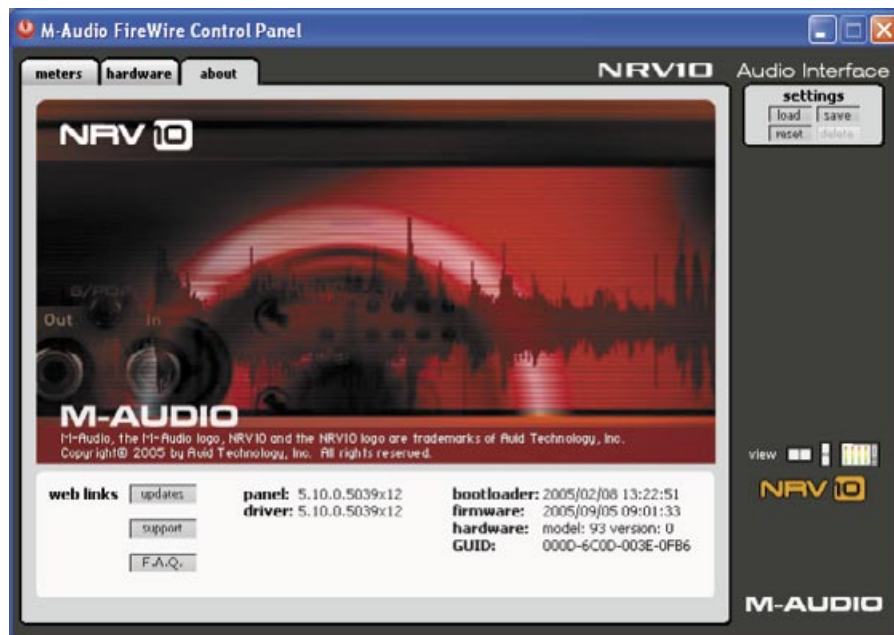 M-Audio FireWire Control Panel
meters hardware about
NRV10 Audio Interface
settings
load save
reset delete
NRV 10
S/PDIF
Out In
M-AUDIO
M-Audio, the M-Audio logo, NRV10 and the NRV10 logo are trademarks of Avid Technology, Inc.
Copyright© 2005 by Avid Technology, Inc. All rights reserved.
view
NRV 10
web links updates
support
F.A.Q.
panel: 5.10.0.5039x12
driver: 5.10.0.5039x12
bootloader: 2005/02/08 13:22:51
firmware: 2005/09/05 09:01:33
hardware: model: 93 version: 0
GUID: 000D-6C0D-003E-0FB6
M-AUDIO